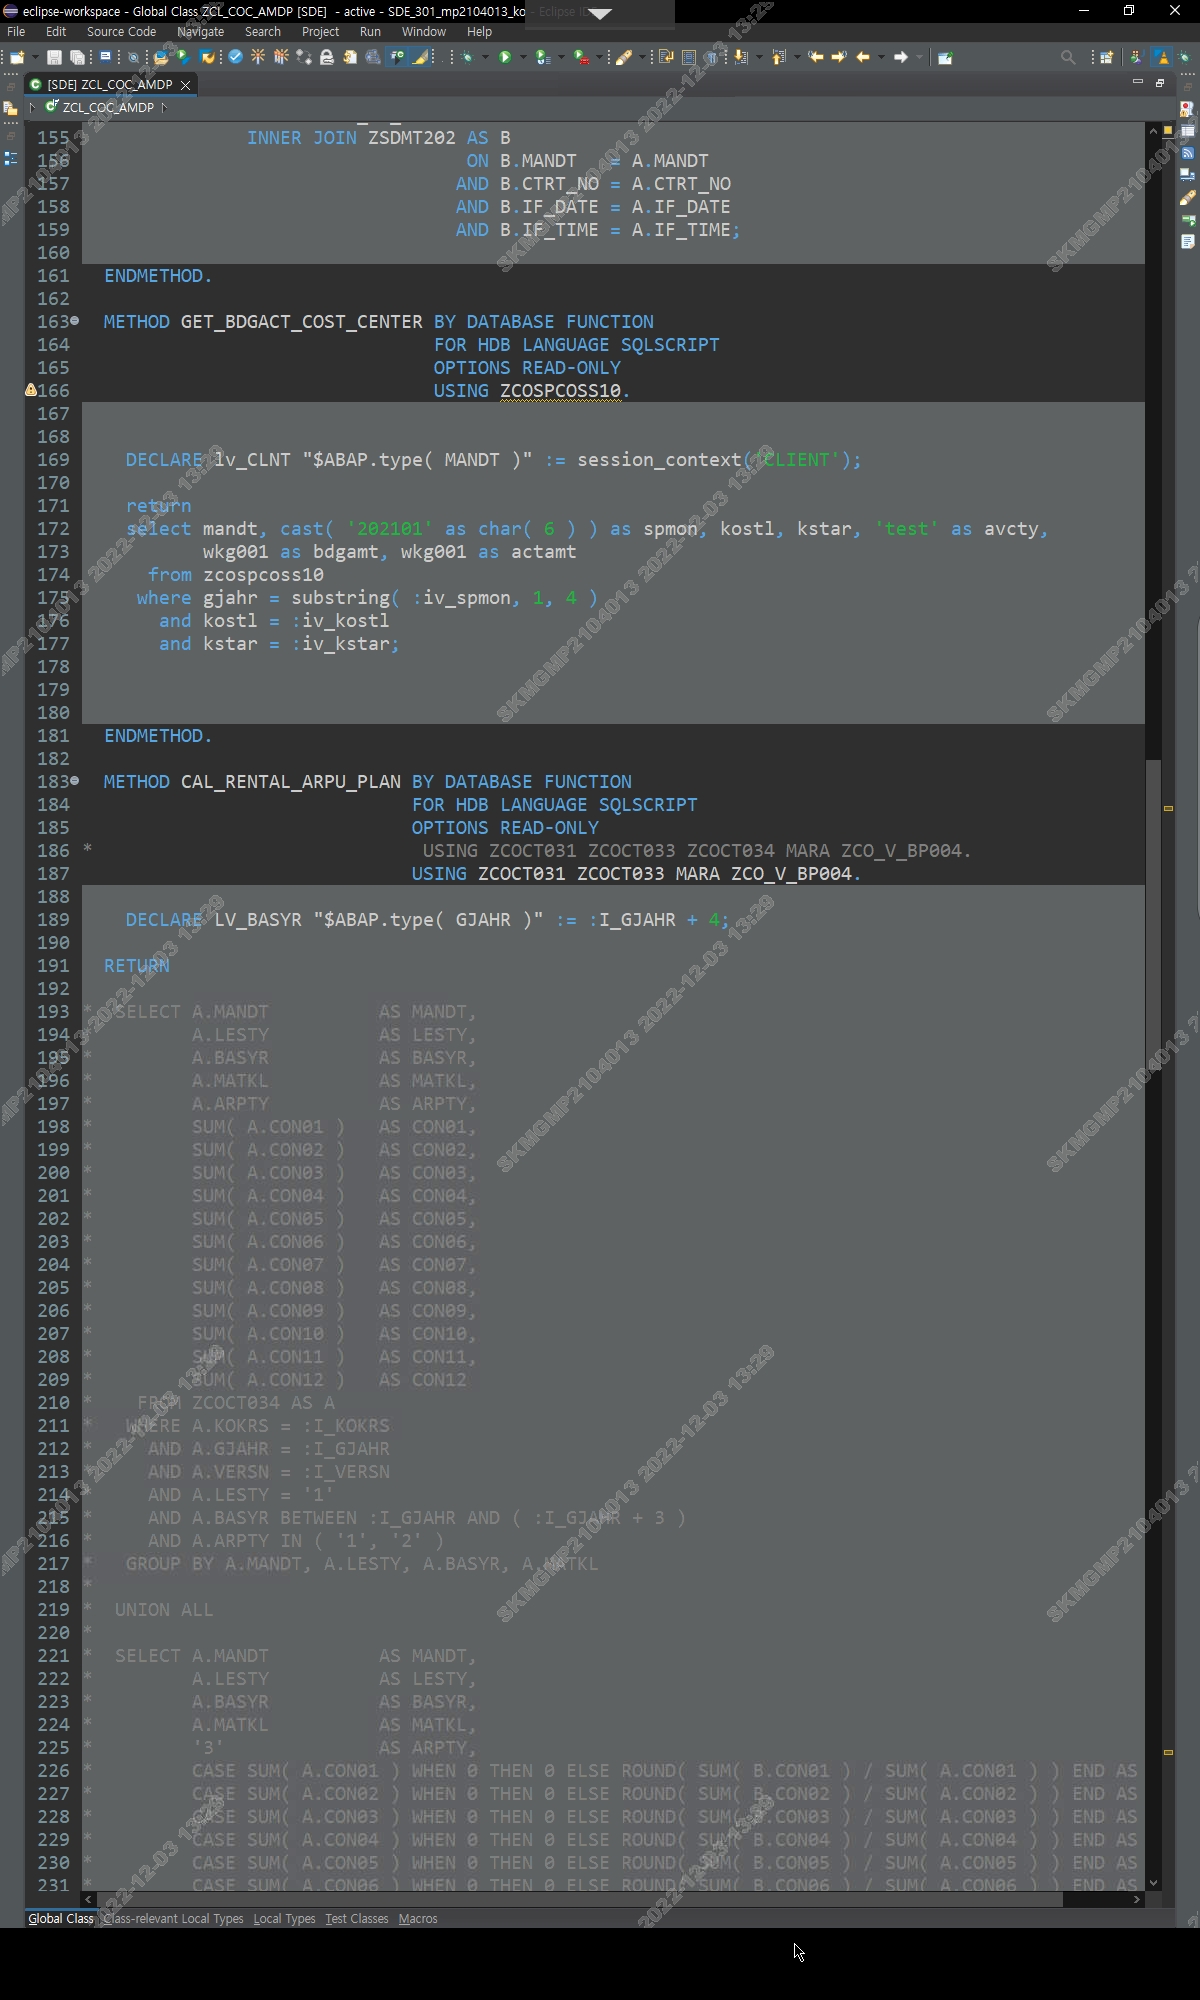 eclipse-workspace - Global Class ZCL_COC_AMDP [SDE] - active - SDE_301_mp2104013_ko - Eclipse IDE
File Edit Source Code Navigate Search Project Run Window Help
[SDE] ZCL_COC_AMDP
ZCL_COC_AMDP
155 INNER JOIN ZSDMT202 AS B
156 ON B.MANDT = A.MANDT
157 AND B.CTRT_NO = A.CTRT_NO
158 AND B.IF_DATE = A.IF_DATE
159 AND B.IF_TIME = A.IF_TIME;
160
161 ENDMETHOD.
162
163 METHOD GET_BDGACT_COST_CENTER BY DATABASE FUNCTION
164 FOR HDB LANGUAGE SQLSCRIPT
165 OPTIONS READ-ONLY
166 USING ZCOSPCOSS10.
167
168
169 DECLARE lv_CLNT "$ABAP.type( MANDT )" := session_context('CLIENT');
170
171 return
172 select mandt, cast( '202101' as char( 6 ) ) as spmon, kostl, kstar, 'test' as avcty,
173 wkg001 as bdgamt, wkg001 as actamt
174 from zcospcoss10
175 where gjahr = substring( :iv_spmon, 1, 4 )
176 and kostl = :iv_kostl
177 and kstar = :iv_kstar;
178
179
180
181 ENDMETHOD.
182
183 METHOD CAL_RENTAL_ARPU_PLAN BY DATABASE FUNCTION
184 FOR HDB LANGUAGE SQLSCRIPT
185 OPTIONS READ-ONLY
186 * USING ZCOCT031 ZCOCT033 ZCOCT034 MARA ZCO_V_BP004.
187 USING ZCOCT031 ZCOCT033 MARA ZCO_V_BP004.
188
189 DECLARE LV_BASYR "$ABAP.type( GJAHR )" := :I_GJAHR + 4;
190
191 RETURN
192
193 * SELECT A.MANDT AS MANDT,
194 * A.LESTY AS LESTY,
195 * A.BASYR AS BASYR,
196 * A.MATKL AS MATKL,
197 * A.ARPTY AS ARPTY,
198 * SUM( A.CON01 ) AS CON01,
199 * SUM( A.CON02 ) AS CON02,
200 * SUM( A.CON03 ) AS CON03,
201 * SUM( A.CON04 ) AS CON04,
202 * SUM( A.CON05 ) AS CON05,
203 * SUM( A.CON06 ) AS CON06,
204 * SUM( A.CON07 ) AS CON07,
205 * SUM( A.CON08 ) AS CON08,
206 * SUM( A.CON09 ) AS CON09,
207 * SUM( A.CON10 ) AS CON10,
208 * SUM( A.CON11 ) AS CON11,
209 * SUM( A.CON12 ) AS CON12
210 * FROM ZCOCT034 AS A
211 * WHERE A.KOKRS = :I_KOKRS
212 * AND A.GJAHR = :I_GJAHR
213 * AND A.VERSN = :I_VERSN
214 * AND A.LESTY = '1'
215 * AND A.BASYR BETWEEN :I_GJAHR AND ( :I_GJAHR + 3 )
216 * AND A.ARPTY IN ( '1', '2' )
217 * GROUP BY A.MANDT, A.LESTY, A.BASYR, A.MATKL
218 *
219 * UNION ALL
220 *
221 * SELECT A.MANDT AS MANDT,
222 * A.LESTY AS LESTY,
223 * A.BASYR AS BASYR,
224 * A.MATKL AS MATKL,
225 * '3' AS ARPTY,
226 * CASE SUM( A.CON01 ) WHEN 0 THEN 0 ELSE ROUND( SUM( B.CON01 ) / SUM( A.CON01 ) ) END AS
227 * CASE SUM( A.CON02 ) WHEN 0 THEN 0 ELSE ROUND( SUM( B.CON02 ) / SUM( A.CON02 ) ) END AS
228 * CASE SUM( A.CON03 ) WHEN 0 THEN 0 ELSE ROUND( SUM( B.CON03 ) / SUM( A.CON03 ) ) END AS
229 * CASE SUM( A.CON04 ) WHEN 0 THEN 0 ELSE ROUND( SUM( B.CON04 ) / SUM( A.CON04 ) ) END AS
230 * CASE SUM( A.CON05 ) WHEN 0 THEN 0 ELSE ROUND( SUM( B.CON05 ) / SUM( A.CON05 ) ) END AS
231 * CASE SUM( A.CON06 ) WHEN 0 THEN 0 ELSE ROUND( SUM( B.CON06 ) / SUM( A.CON06 ) ) END AS
Global Class Class-relevant Local Types Local Types Test Classes Macros
SKMGMP2104013 2022-12-03 13:29